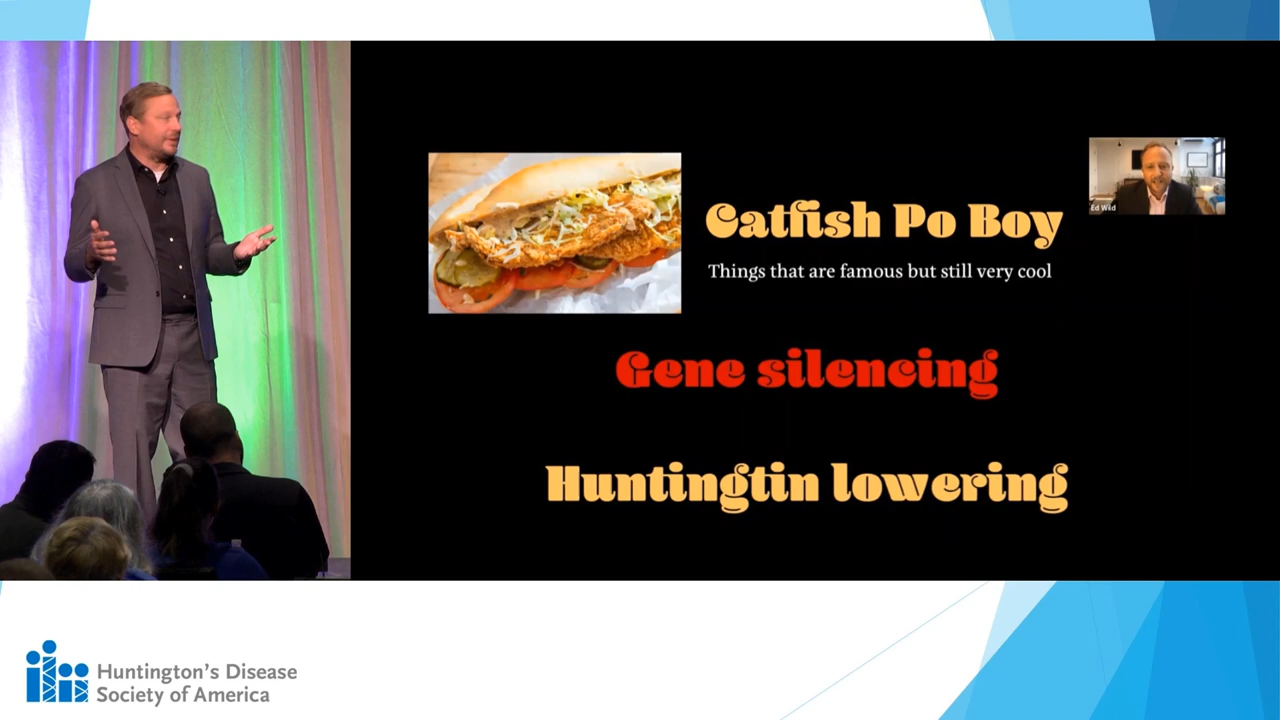 Catfish Po Boy
Things that are famous but still very cool
Ed Wild
Gene silencing
Huntingtin lowering
Huntington's Disease
Society of America